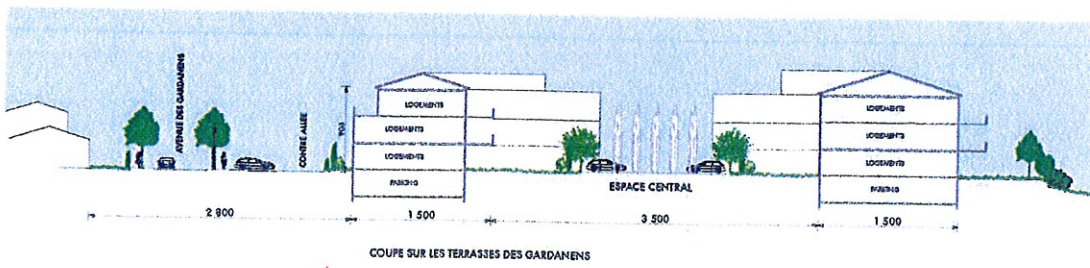 AVENUE DES GARDANENS
CONTRE ALLEE
LOGEMENTS
LOGEMENTS
LOGEMENTS
PARKING
ESPACE CENTRAL
LOGEMENTS
LOGEMENTS
LOGEMENTS
PARKING
2 800
1 500
3 500
1 500
COUPE SUR LES TERRASSES DES GARDANENS